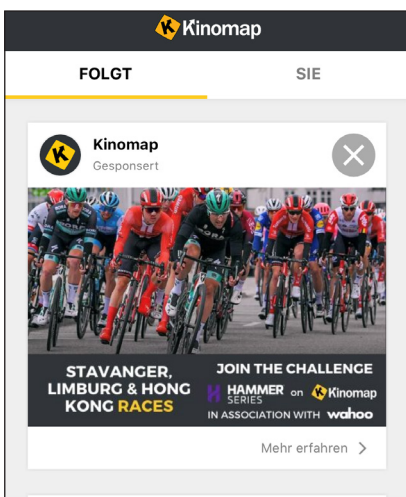 Kinomap
FOLGT SIE
Kinomap
Gesponsert
BORA
STAVANGER,
LIMBURG & HONG
KONG RACES
JOIN THE CHALLENGE
HAMMER SERIES on Kinomap
IN ASSOCIATION WITH wahoo
Mehr erfahren